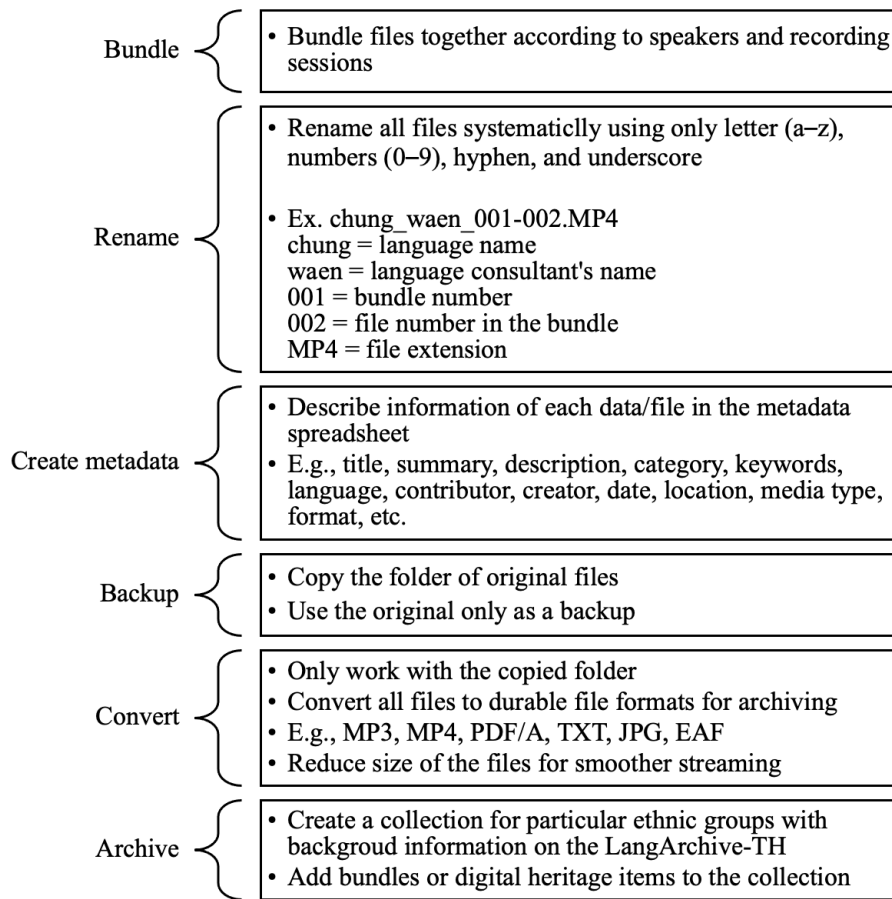 Bundle
• Bundle files together according to speakers and recording
sessions
Rename
• Rename all files systematiclly using only letter (a–z),
numbers (0–9), hyphen, and underscore
• Ex. chung_waen_001-002.MP4
chung = language name
waen = language consultant's name
001 = bundle number
002 = file number in the bundle
MP4 = file extension
Create metadata
• Describe information of each data/file in the metadata
spreadsheet
• E.g., title, summary, description, category, keywords,
language, contributor, creator, date, location, media type,
format, etc.
Backup
• Copy the folder of original files
• Use the original only as a backup
Convert
• Only work with the copied folder
• Convert all files to durable file formats for archiving
• E.g., MP3, MP4, PDF/A, TXT, JPG, EAF
• Reduce size of the files for smoother streaming
Archive
• Create a collection for particular ethnic groups with
backgroud information on the LangArchive-TH
• Add bundles or digital heritage items to the collection